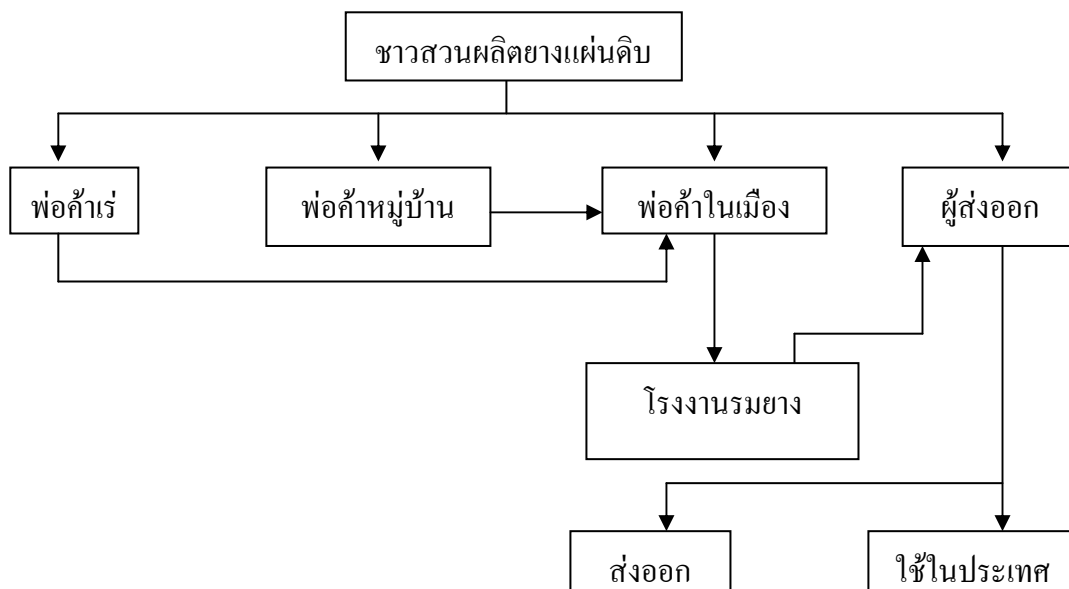 ชาวสวนผลิตยางแผ่นดิบ
พ่อค้าเร่
พ่อค้าหมู่บ้าน
พ่อค้าในเมือง
ผู้ส่งออก
โรงงานรมยาง
ส่งออก
ใช้ในประเทศ